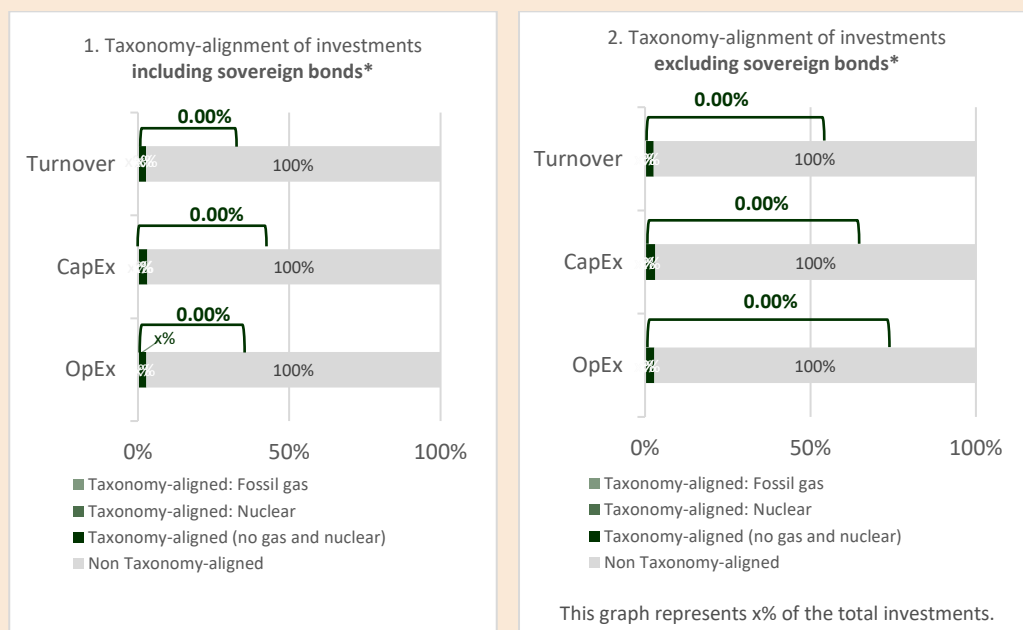 1. Taxonomy-alignment of investments
including sovereign bonds*
0.00%
Turnover
100%
0.00%
CapEx
100%
0.00%
x%
OpEx
100%
0%
50%
100%
Taxonomy-aligned: Fossil gas
Taxonomy-aligned: Nuclear
Taxonomy-aligned (no gas and nuclear)
Non Taxonomy-aligned
2. Taxonomy-alignment of investments
excluding sovereign bonds*
0.00%
Turnover
100%
0.00%
CapEx
100%
0.00%
OpEx
100%
0%
50%
100%
Taxonomy-aligned: Fossil gas
Taxonomy-aligned: Nuclear
Taxonomy-aligned (no gas and nuclear)
Non Taxonomy-aligned
This graph represents x% of the total investments.